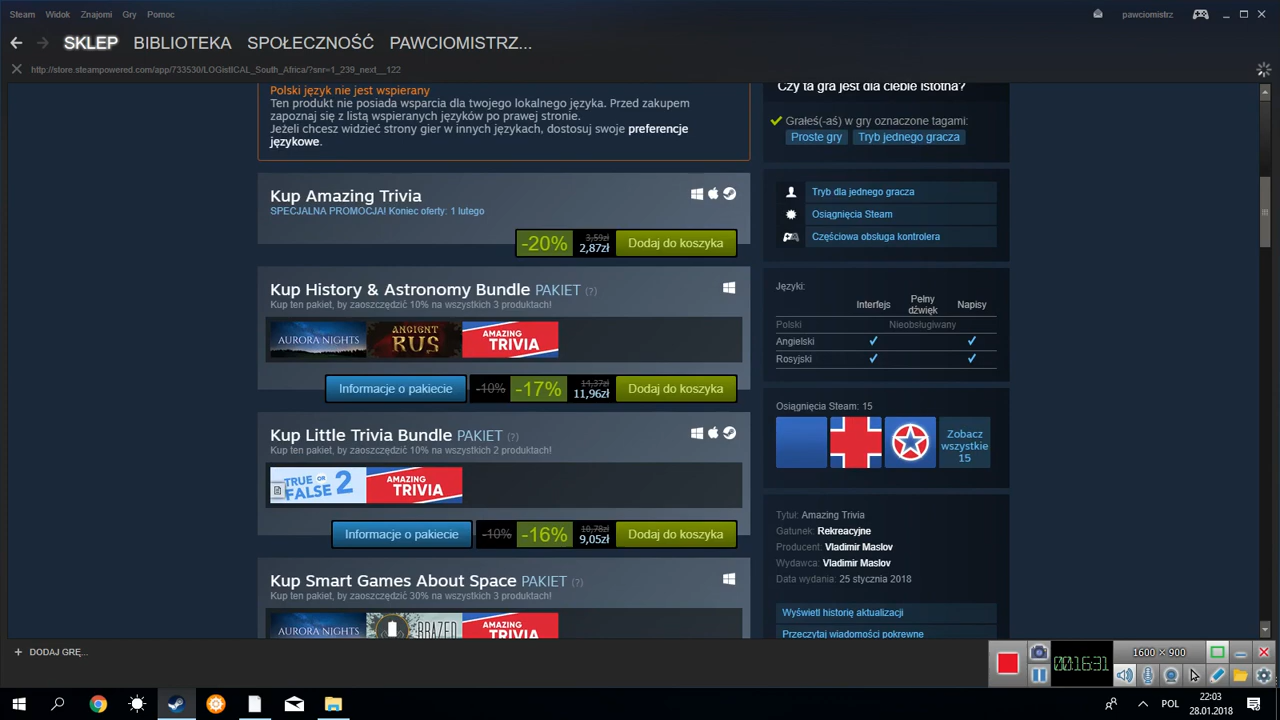 Steam Widok Znajomi Gry Pomoc pawciomistrz
SKLEP BIBLIOTEKA SPOŁECZNOŚĆ PAWCIOMISTRZ...
http://store.steampowered.com/app/733530/LOGistICAL_South_Africa/?snr=1_239_next__122
Polski język nie jest wspierany
Ten produkt nie posiada wsparcia dla twojego lokalnego języka. Przed zakupem
zapoznaj się z listą wspieranych języków po prawej stronie.
Jeżeli chcesz widzieć strony gier w innych językach, dostosuj swoje preferencje
językowe.
Kup Amazing Trivia
SPECJALNA PROMOCJA! Koniec oferty: 1 lutego
-20% 3,59zł 2,87zł Dodaj do koszyka
Kup History & Astronomy Bundle PAKIET (?)
Kup ten pakiet, by zaoszczędzić 10% na wszystkich 3 produktach!
AURORA NIGHTS ANCIENT RUS AMAZING TRIVIA
Informacje o pakiecie -10% -17% 14,37zł 11,96zł Dodaj do koszyka
Kup Little Trivia Bundle PAKIET (?)
Kup ten pakiet, by zaoszczędzić 10% na wszystkich 2 produktach!
TRUE OR FALSE 2 AMAZING TRIVIA
Informacje o pakiecie -10% -16% 10,78zł 9,05zł Dodaj do koszyka
Kup Smart Games About Space PAKIET (?)
Kup ten pakiet, by zaoszczędzić 30% na wszystkich 3 produktach!
AURORA NIGHTS AMAZING TRIVIA
Czy ta gra jest dla ciebie istotna?
Grałeś(-aś) w gry oznaczone tagami:
Proste gry Tryb jednego gracza
Tryb dla jednego gracza
Osiągnięcia Steam
Częściowa obsługa kontrolera
Języki:
Interfejs Pełny dźwięk Napisy
Polski Nieobsługiwany
Angielski ✓ ✓
Rosyjski ✓ ✓
Osiągnięcia Steam: 15
Zobacz
wszystkie
15
Tytuł: Amazing Trivia
Gatunek: Rekreacyjne
Producent: Vladimir Maslov
Wydawca: Vladimir Maslov
Data wydania: 25 stycznia 2018
Wyświetl historię aktualizacji
Przeczytaj wiadomości pokrewne
+ DODAJ GRĘ...
00:16:31 1600 × 900
POL 22:03
28.01.2018